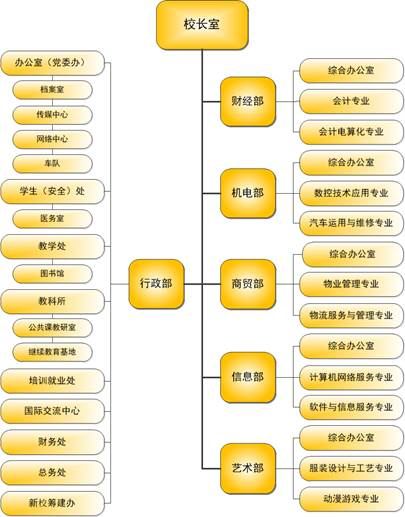 校长室
办公室（党委办）
档案室
传媒中心
网络中心
车队
学生（安全）处
医务室
教学处
图书馆
教科所
公共课教研室
继续教育基地
培训就业处
国际交流中心
财务处
总务处
新校筹建办
行政部
财经部
综合办公室
会计专业
会计电算化专业
机电部
综合办公室
数控技术应用专业
汽车运用与维修专业
商贸部
综合办公室
物业管理专业
物流服务与管理专业
信息部
综合办公室
计算机网络服务专业
软件与信息服务专业
艺术部
综合办公室
服装设计与工艺专业
动漫游戏专业